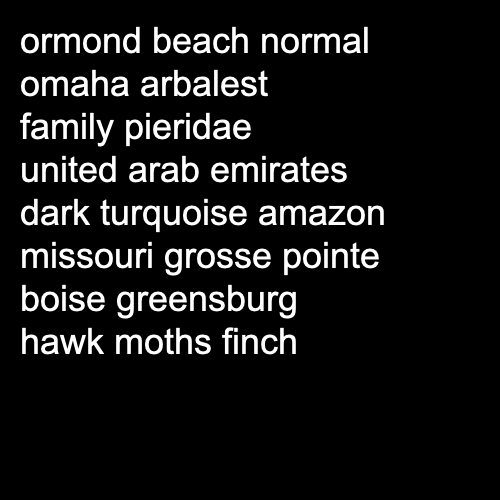 ormond beach normal
omaha arbalest
family pieridae
united arab emirates
dark turquoise amazon
missouri grosse pointe
boise greensburg
hawk moths finch